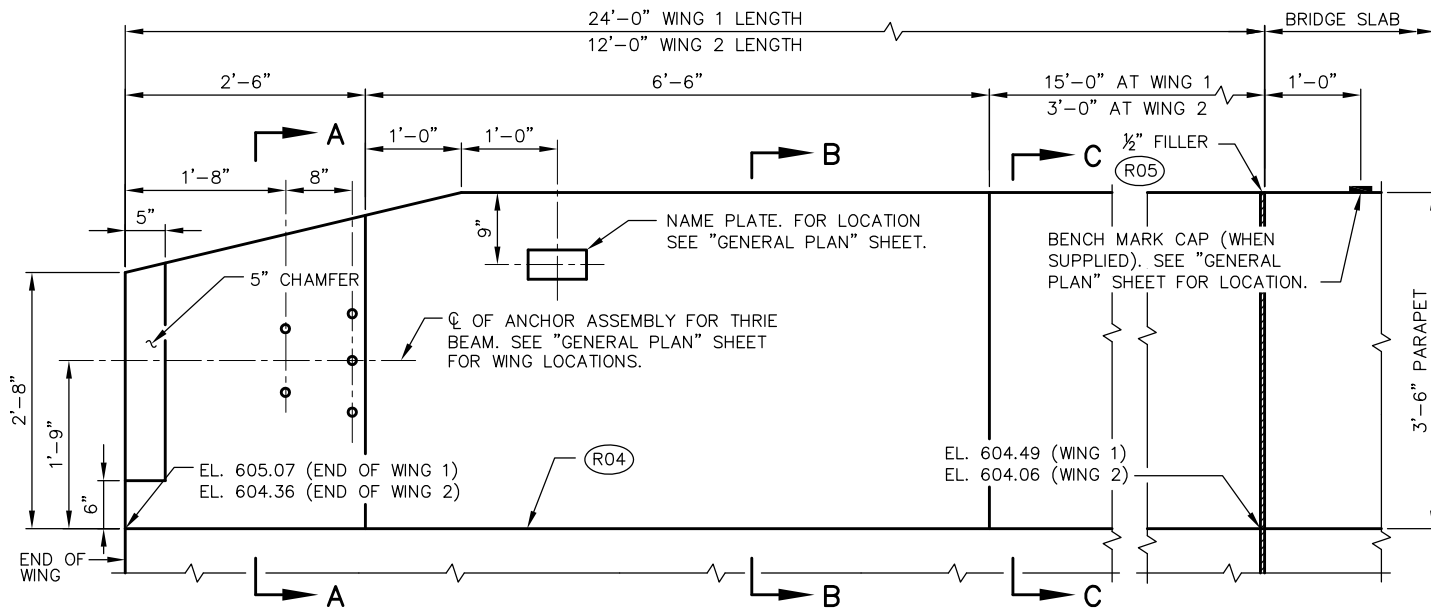 24'-0" WING 1 LENGTH
12'-0" WING 2 LENGTH
BRIDGE SLAB
2'-6"
6'-6"
15'-0" AT WING 1
3'-0" AT WING 2
1'-0"
A
1'-0"
1'-0"
B
C
½" FILLER
R05
1'-8"
8"
5"
9"
NAME PLATE. FOR LOCATION
SEE "GENERAL PLAN" SHEET.
BENCH MARK CAP (WHEN
SUPPLIED). SEE "GENERAL
PLAN" SHEET FOR LOCATION.
5" CHAMFER
℄ OF ANCHOR ASSEMBLY FOR THRIE
BEAM. SEE "GENERAL PLAN" SHEET
FOR WING LOCATIONS.
2'-8"
1'-9"
6"
3'-6" PARAPET
EL. 605.07 (END OF WING 1)
EL. 604.36 (END OF WING 2)
R04
EL. 604.49 (WING 1)
EL. 604.06 (WING 2)
END OF
WING
A
B
C